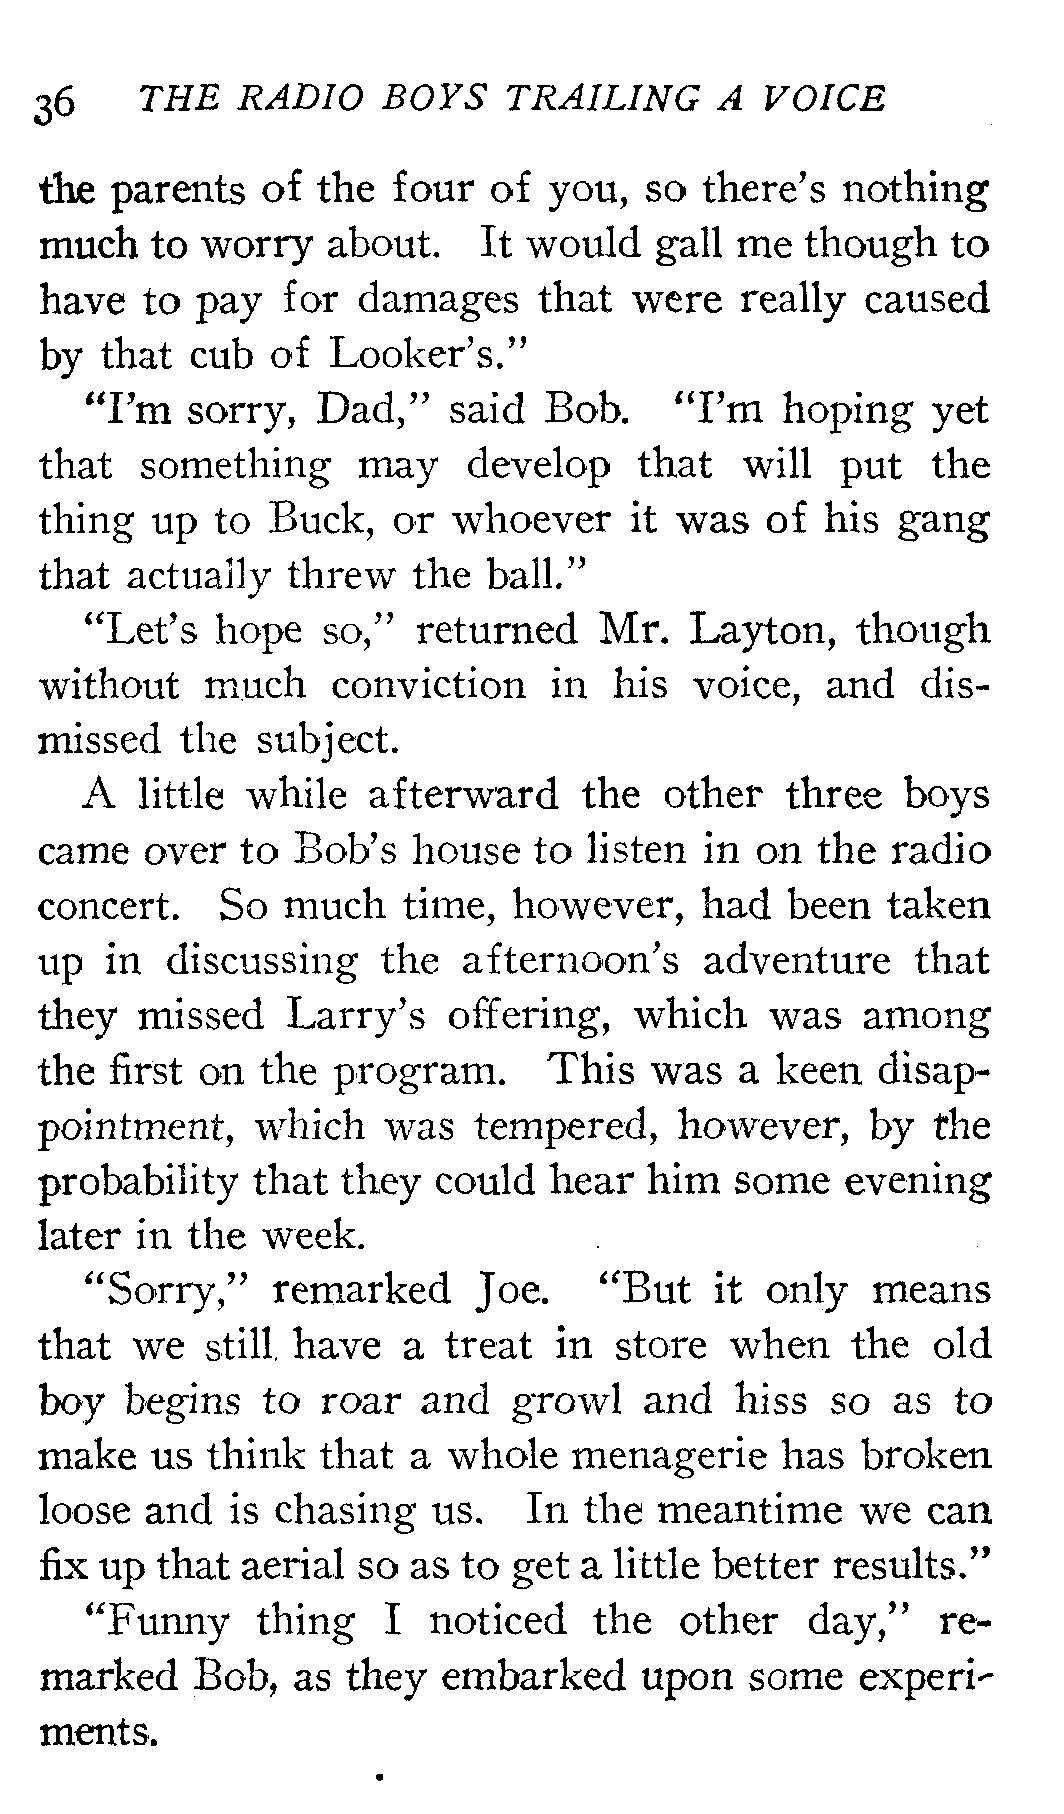 36 THE RADIO BOYS TRAILING A VOICE
the parents of the four of you, so there's nothing
much to worry about. It would gall me though to
have to pay for damages that were really caused
by that cub of Looker's."
"I'm sorry, Dad," said Bob. "I'm hoping yet
that something may develop that will put the
thing up to Buck, or whoever it was of his gang
that actually threw the ball."
"Let's hope so," returned Mr. Layton, though
without much conviction in his voice, and dis-
missed the subject.
A little while afterward the other three boys
came over to Bob's house to listen in on the radio
concert. So much time, however, had been taken
up in discussing the afternoon's adventure that
they missed Larry's offering, which was among
the first on the program. This was a keen disap-
pointment, which was tempered, however, by the
probability that they could hear him some evening
later in the week.
"Sorry," remarked Joe. "But it only means
that we still have a treat in store when the old
boy begins to roar and growl and hiss so as to
make us think that a whole menagerie has broken
loose and is chasing us. In the meantime we can
fix up that aerial so as to get a little better results."
"Funny thing I noticed the other day," re-
marked Bob, as they embarked upon some experi-
ments.